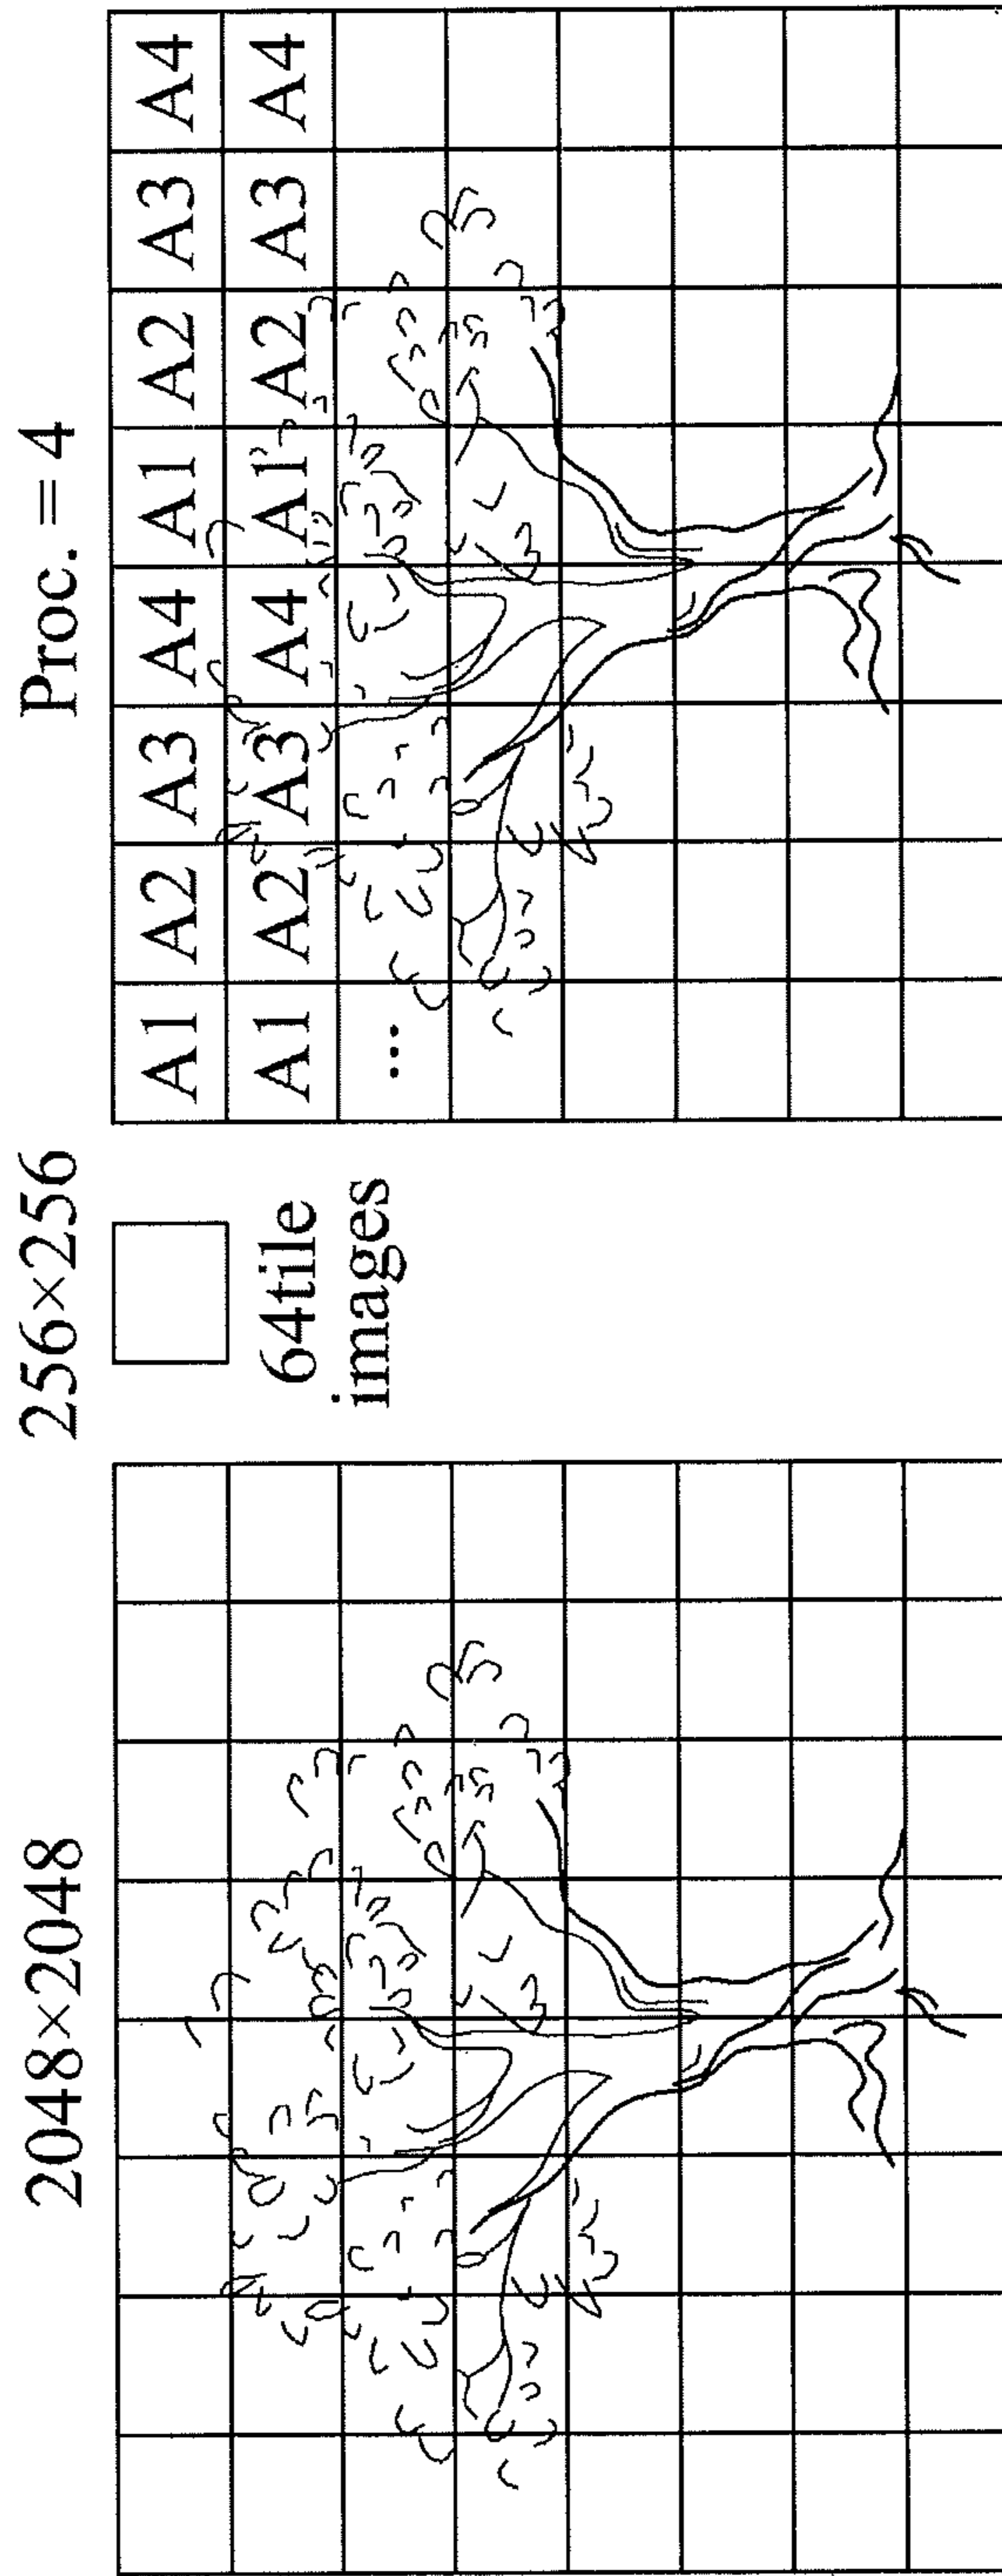 2048×2048
256×256
64tile
images
Proc. = 4
A1 A2 A3 A4 A1 A2 A3 A4
A1 A2 A3 A4 A1 A2 A3 A4
...